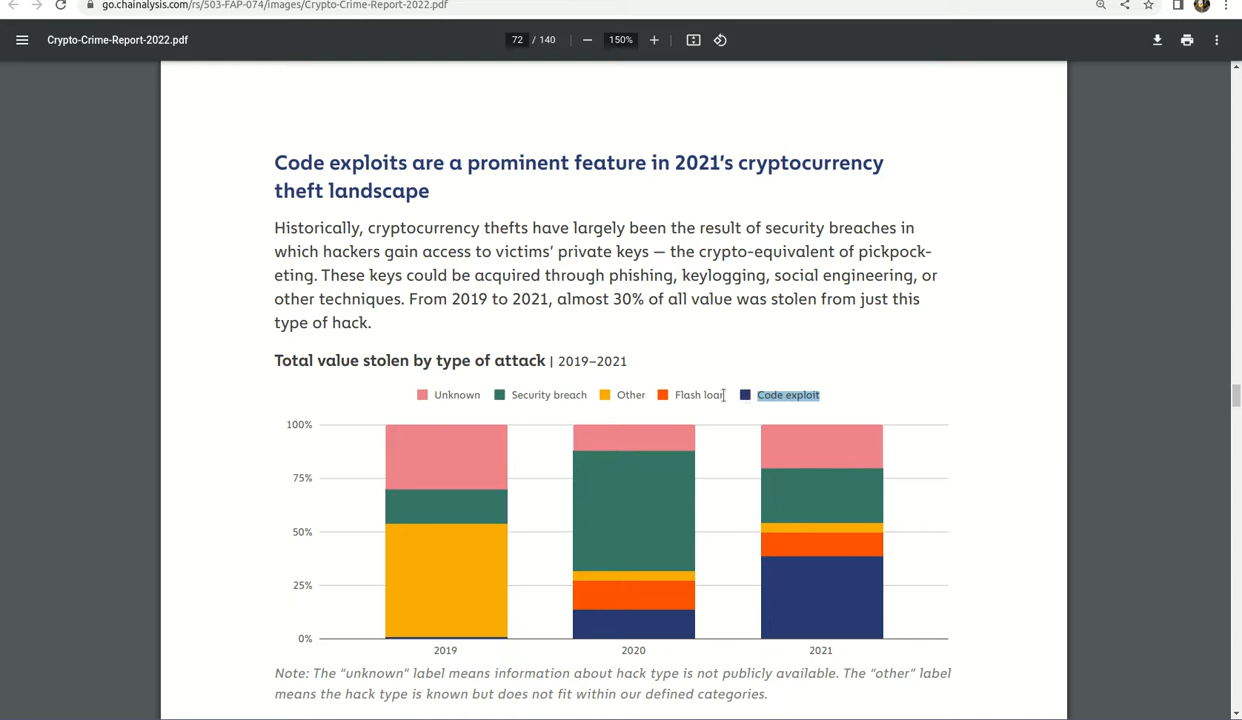 go.chainalysis.com/rs/503-FAP-074/images/Crypto-Crime-Report-2022.pdf
Crypto-Crime-Report-2022.pdf
72 / 140
150%
Code exploits are a prominent feature in 2021's cryptocurrency
theft landscape
Historically, cryptocurrency thefts have largely been the result of security breaches in
which hackers gain access to victims' private keys — the crypto-equivalent of pickpock-
eting. These keys could be acquired through phishing, keylogging, social engineering, or
other techniques. From 2019 to 2021, almost 30% of all value was stolen from just this
type of hack.
Total value stolen by type of attack | 2019–2021
Unknown Security breach Other Flash loan Code exploit
100%
75%
50%
25%
0%
2019 2020 2021
Note: The "unknown" label means information about hack type is not publicly available. The "other" label
means the hack type is known but does not fit within our defined categories.